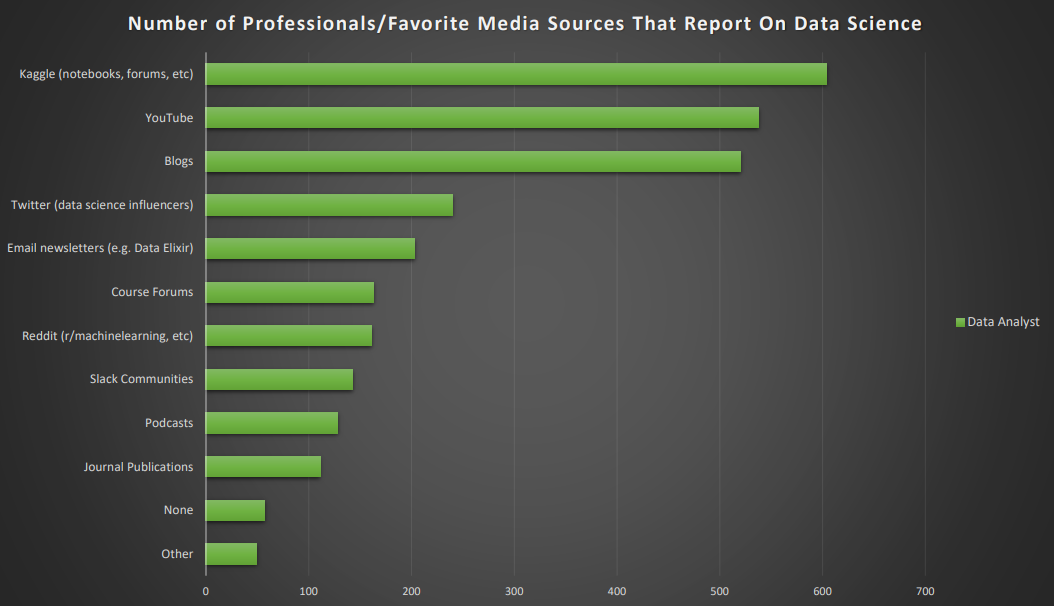 Number of Professionals/Favorite Media Sources That Report On Data Science
Kaggle (notebooks, forums, etc)
YouTube
Blogs
Twitter (data science influencers)
Email newsletters (e.g. Data Elixir)
Course Forums
Reddit (r/machinelearning, etc)
Slack Communities
Podcasts
Journal Publications
None
Other
0 100 200 300 400 500 600 700
Data Analyst